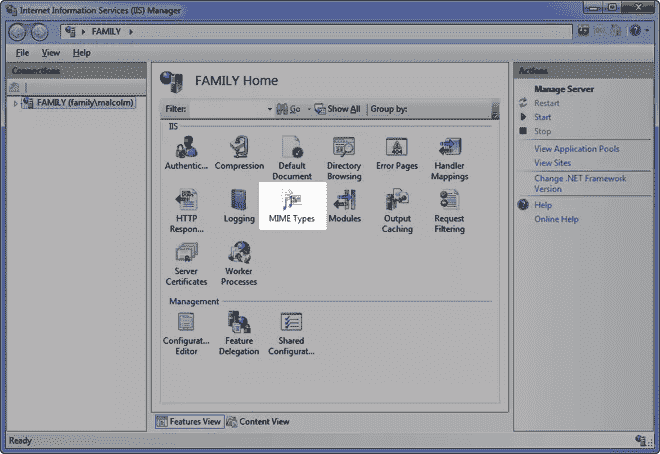 Internet Information Services (IIS) Manager
FAMILY
File View Help
Connections
FAMILY (family\malcolm)
FAMILY Home
Filter: Go Show All Group by:
IIS
Authentic... Compression Default Document Directory Browsing Error Pages Handler Mappings
HTTP Respon... Logging MIME Types Modules Output Caching Request Filtering
Server Certificates Worker Processes
Management
Configurat... Editor Feature Delegation Shared Configurat...
Features View Content View
Actions
Manage Server
Restart
Start
Stop
View Application Pools
View Sites
Change .NET Framework
Version
Help
Online Help
Ready